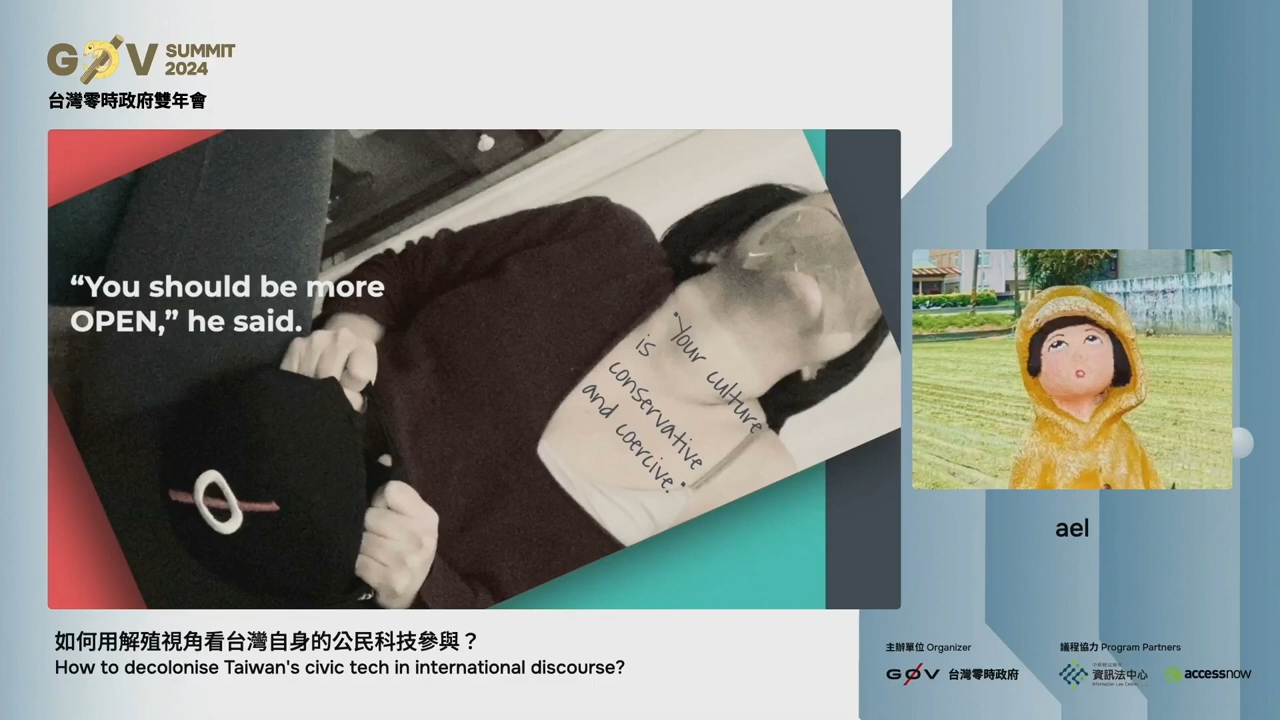 G0V SUMMIT
2024
台灣零時政府雙年會
“You should be more
OPEN,” he said.
"Your culture
is
conservative
and coercive."
ael
如何用解殖視角看台灣自身的公民科技參與？
How to decolonise Taiwan's civic tech in international discourse?
主辦單位 Organizer
G0V 台灣零時政府
議程協力 Program Partners
資訊法中心
Information Law Center
accessnow